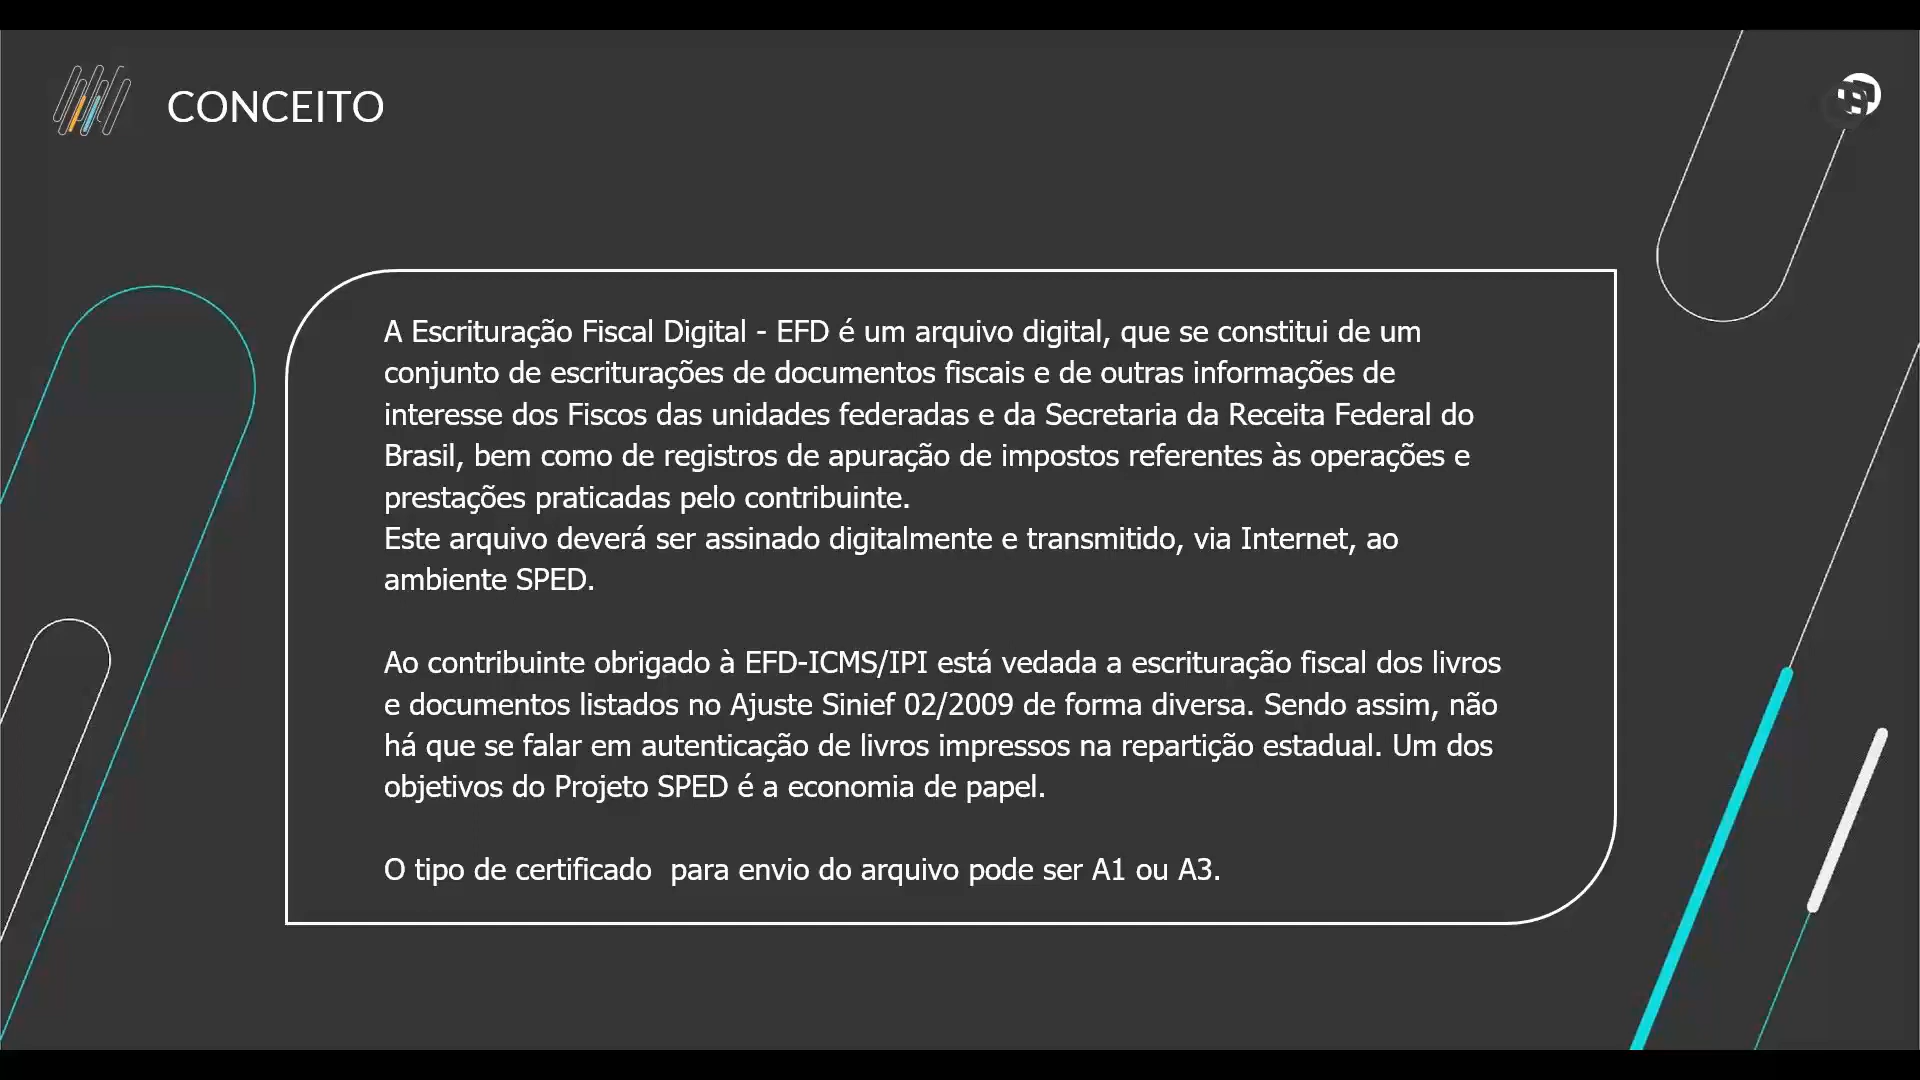 CONCEITO
A Escrituração Fiscal Digital - EFD é um arquivo digital, que se constitui de um
conjunto de escriturações de documentos fiscais e de outras informações de
interesse dos Fiscos das unidades federadas e da Secretaria da Receita Federal do
Brasil, bem como de registros de apuração de impostos referentes às operações e
prestações praticadas pelo contribuinte.
Este arquivo deverá ser assinado digitalmente e transmitido, via Internet, ao
ambiente SPED.
Ao contribuinte obrigado à EFD-ICMS/IPI está vedada a escrituração fiscal dos livros
e documentos listados no Ajuste Sinief 02/2009 de forma diversa. Sendo assim, não
há que se falar em autenticação de livros impressos na repartição estadual. Um dos
objetivos do Projeto SPED é a economia de papel.
O tipo de certificado  para envio do arquivo pode ser A1 ou A3.